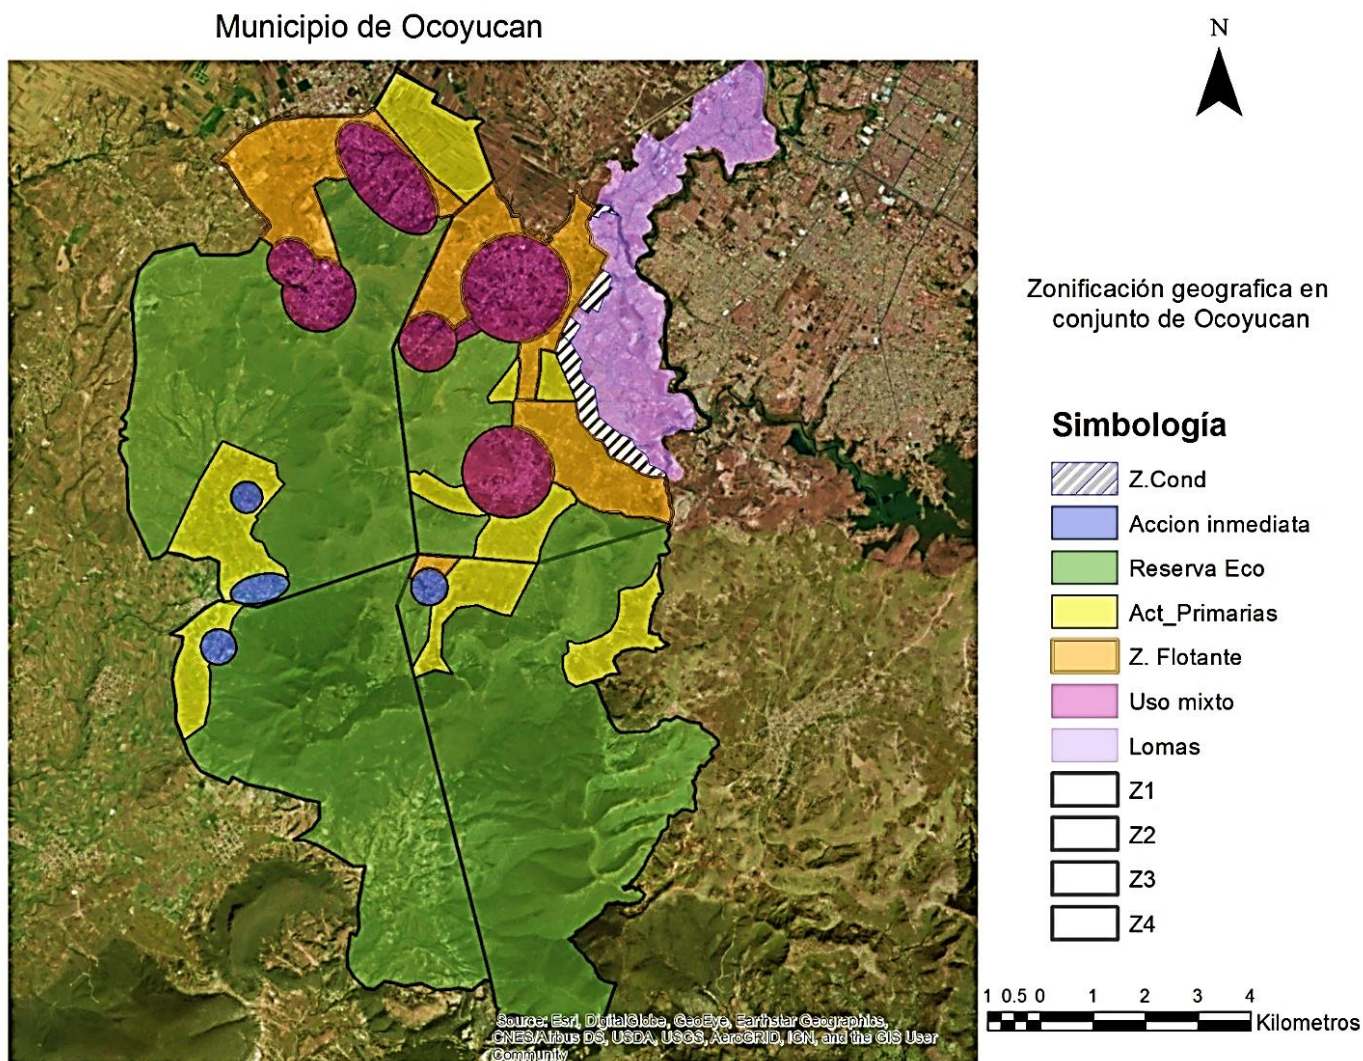 Municipio de Ocoyucan
N
Zonificación geografica en
conjunto de Ocoyucan
Simbología
Z.Cond
Accion inmediata
Reserva Eco
Act_Primarias
Z. Flotante
Uso mixto
Lomas
Z1
Z2
Z3
Z4
1 0.5 0 1 2 3 4
Kilometros
Source: Esri, DigitalGlobe, GeoEye, Earthstar Geographics,
CNES/Airbus DS, USDA, USGS, AeroGRID, IGN, and the GIS User
Community